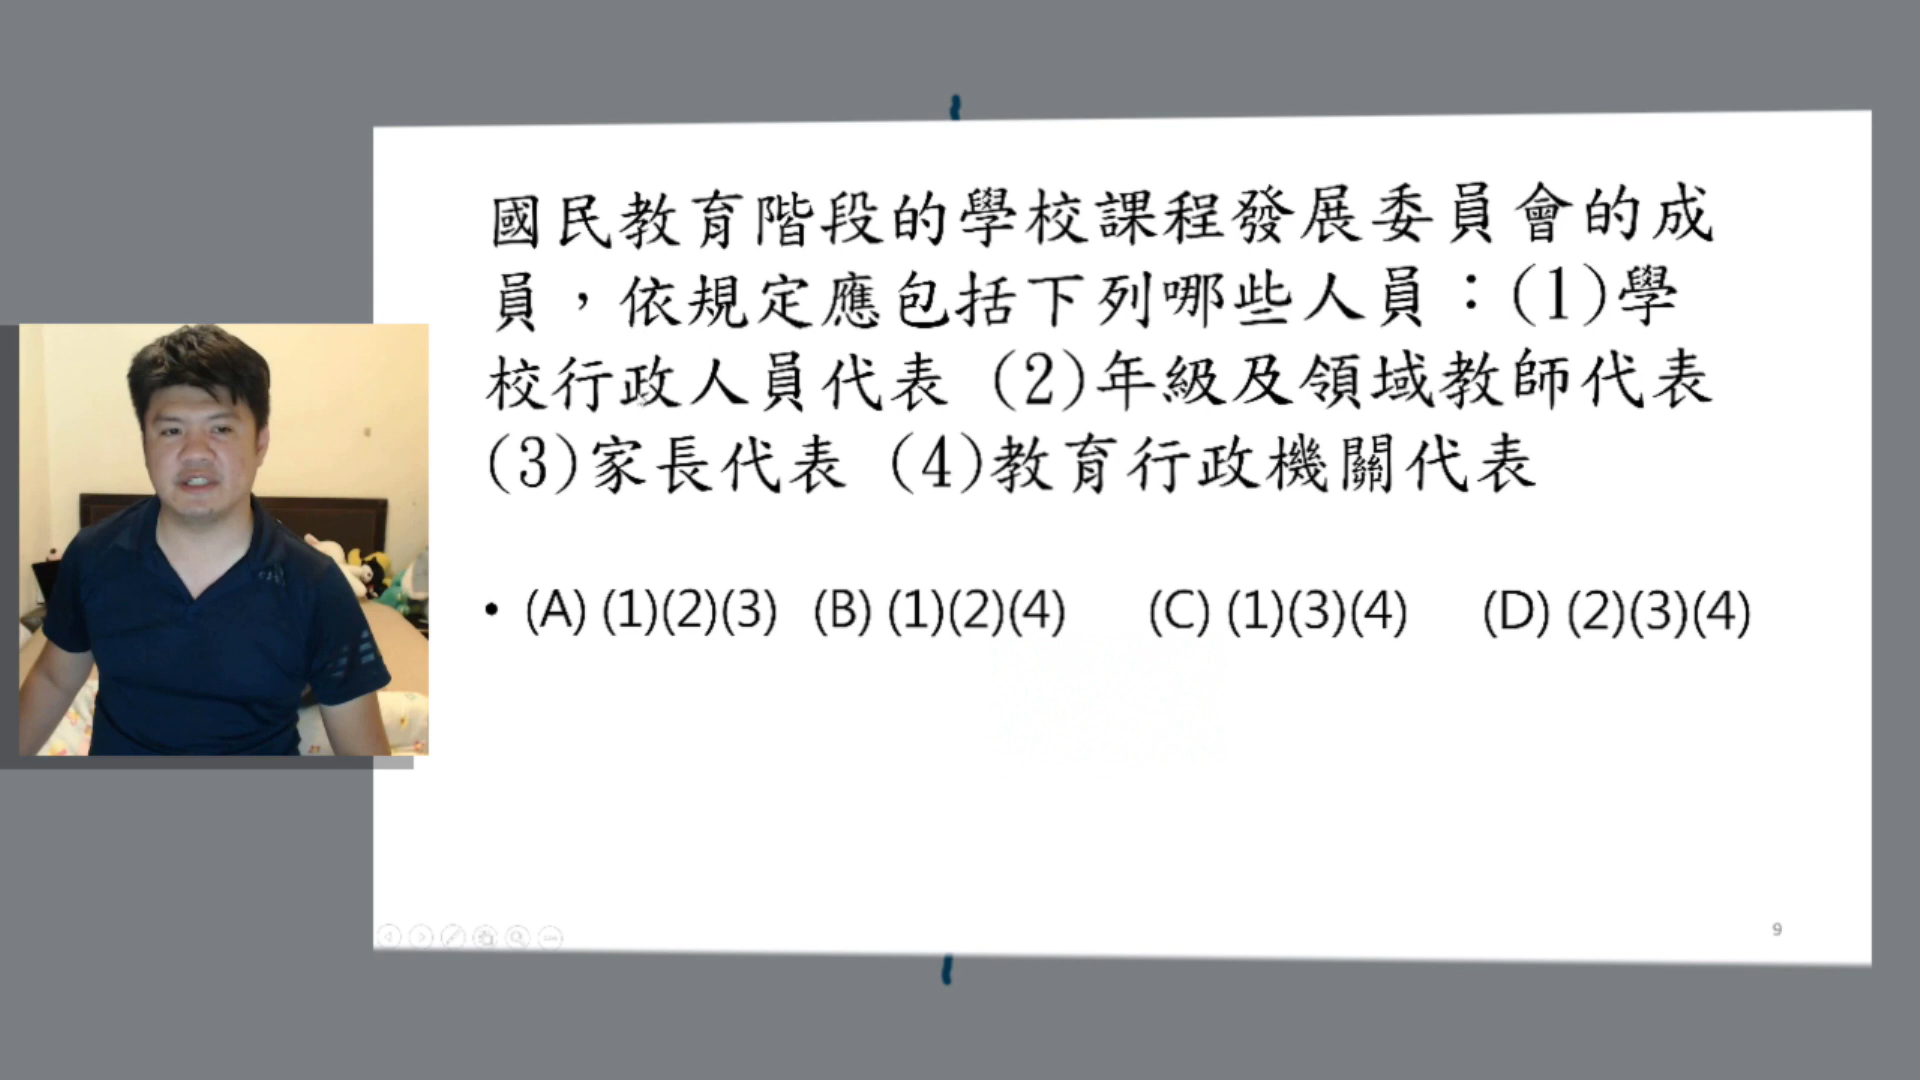 國民教育階段的學校課程發展委員會的成
員，依規定應包括下列哪些人員：(1)學
校行政人員代表 (2)年級及領域教師代表
(3)家長代表 (4)教育行政機關代表
• (A) (1)(2)(3) (B) (1)(2)(4) (C) (1)(3)(4) (D) (2)(3)(4)
9